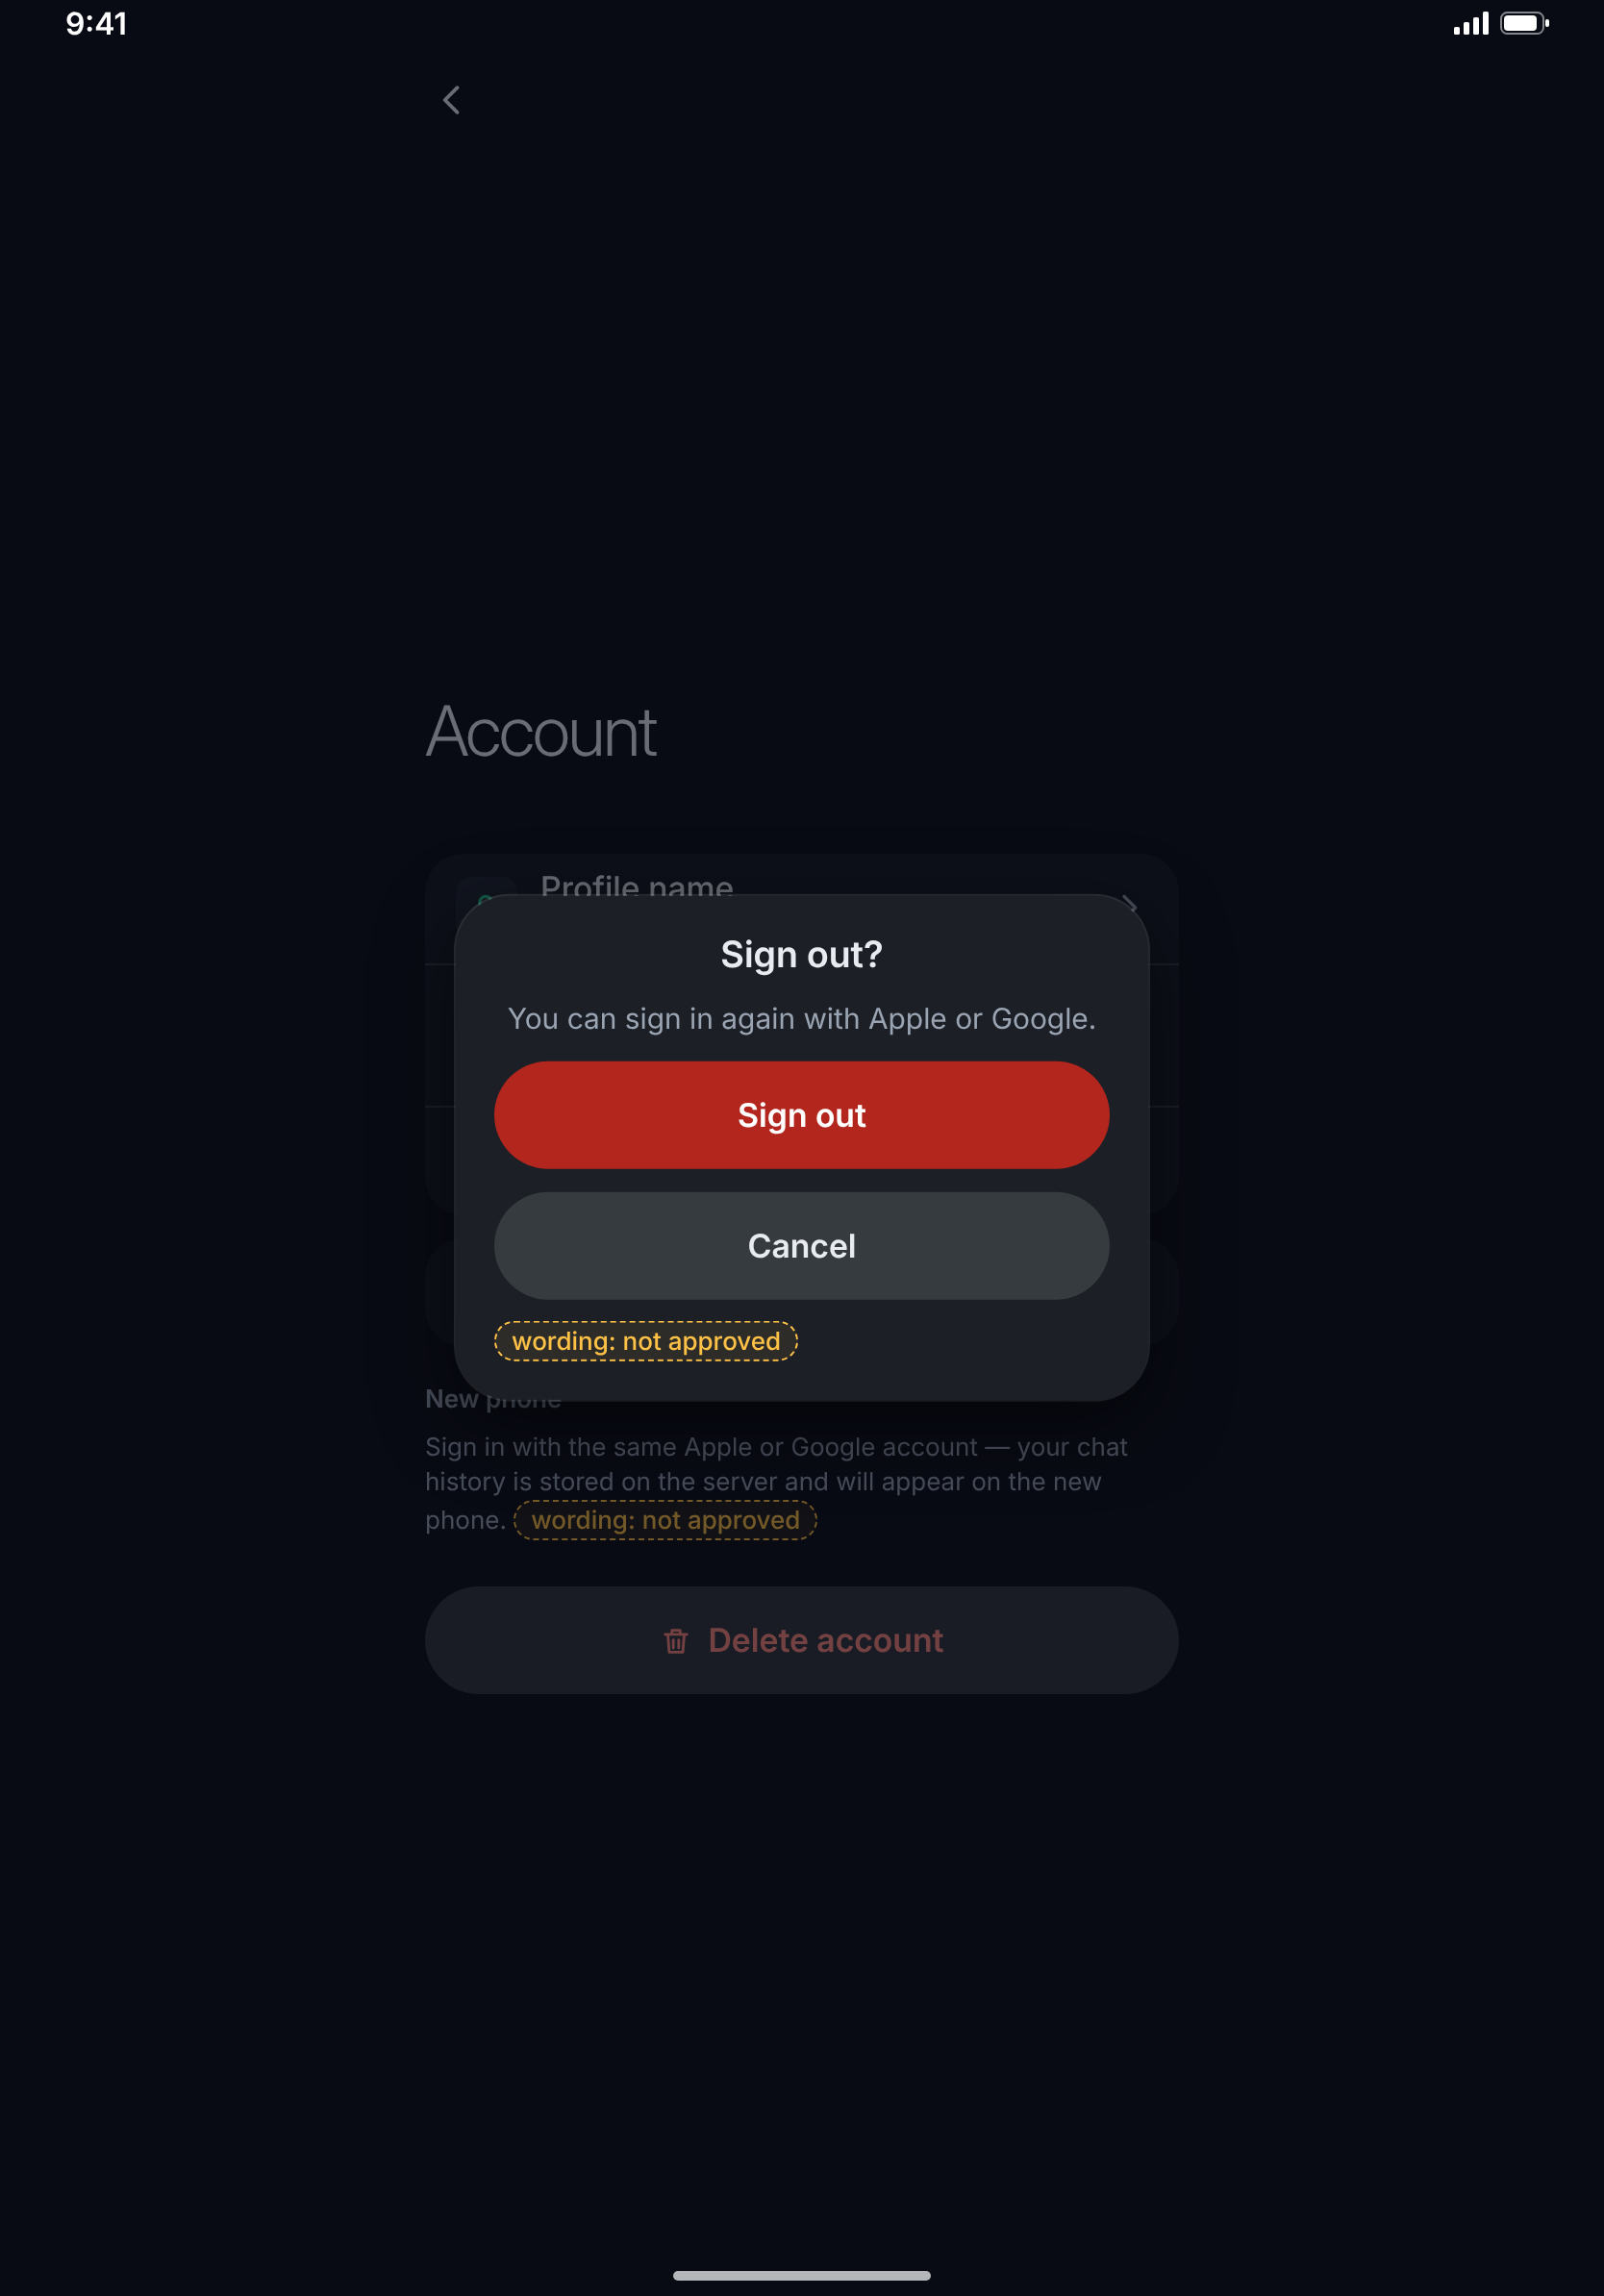 9:41
Account
Profile name
Sign out?
You can sign in again with Apple or Google.
Sign out
Cancel
wording: not approved
New phone
Sign in with the same Apple or Google account — your chat
history is stored on the server and will appear on the new
phone. wording: not approved
Delete account